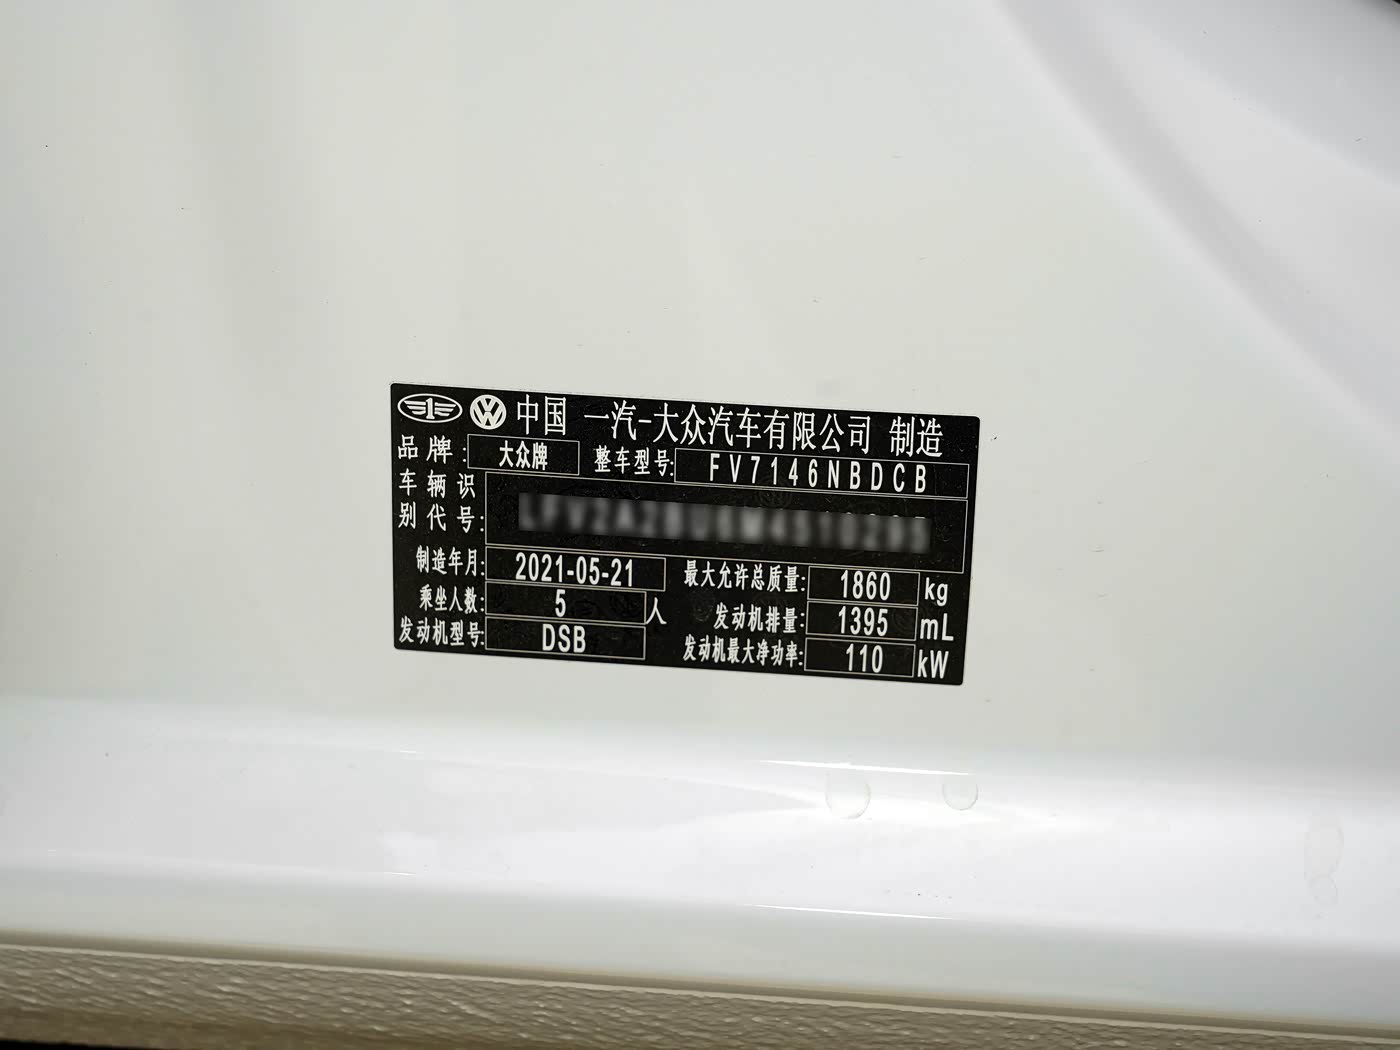 中国 一汽-大众汽车有限公司 制造
品牌: 大众牌 整车型号: FV7146NBDCB
车辆识别代号:
制造年月: 2021-05-21 最大允许总质量: 1860 kg
乘坐人数: 5 人 发动机排量: 1395 mL
发动机型号: DSB 发动机最大净功率: 110 kW